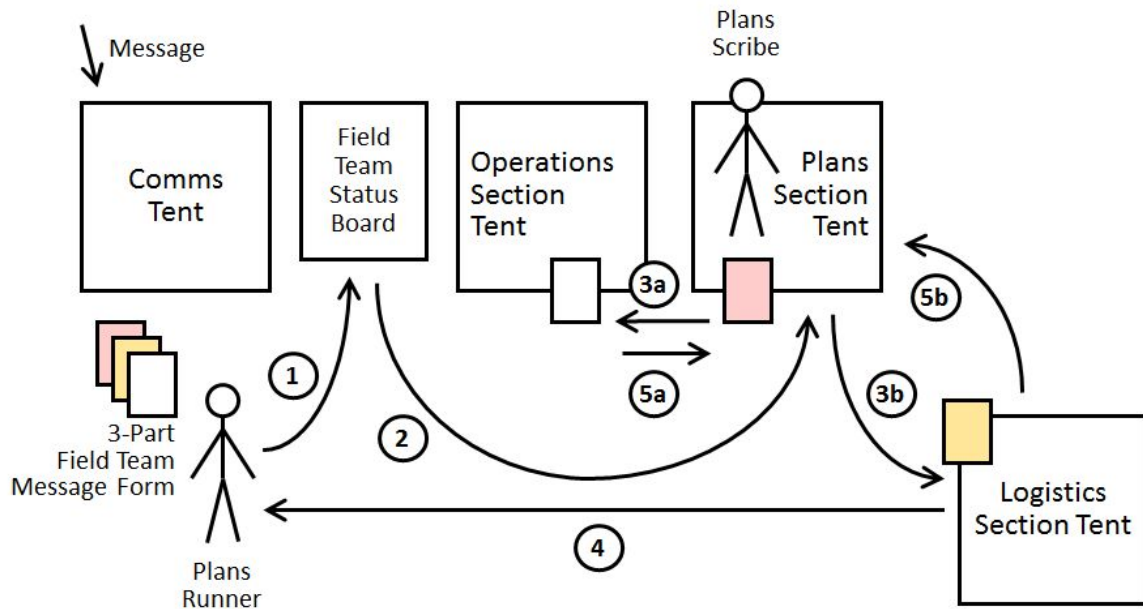 Message
Plans
Scribe
Comms
Tent
Field
Team
Status
Board
Operations
Section
Tent
Plans
Section
Tent
3a
5b
1
5a
3b
2
3-Part
Field Team
Message Form
Logistics
Section Tent
4
Plans
Runner